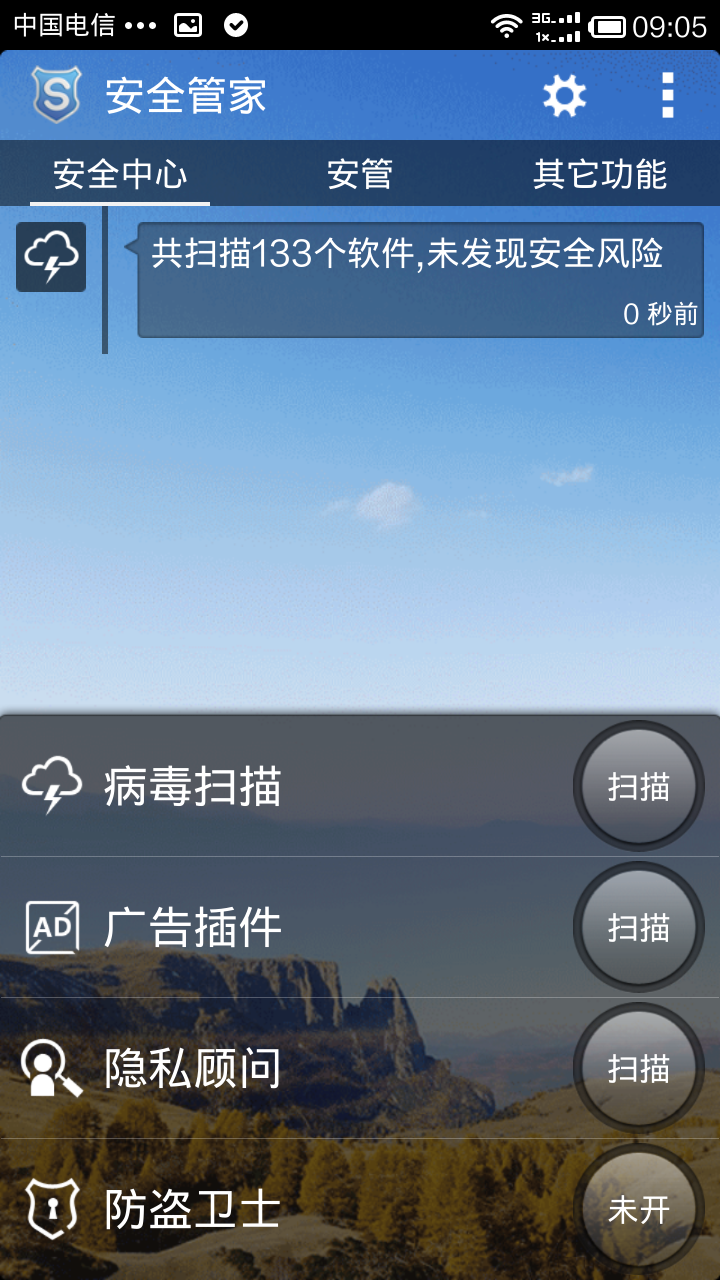 中国电信 ••• 3G 1× 09:05
S 安全管家
安全中心 安管 其它功能
共扫描133个软件,未发现安全风险
0 秒前
病毒扫描 扫描
AD 广告插件 扫描
隐私顾问 扫描
防盗卫士 未开